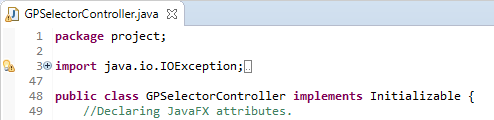 GPSelectorController.java
1 package project;
2
3 import java.io.IOException;
47
48 public class GPSelectorController implements Initializable {
49 //Declaring JavaFX attributes.